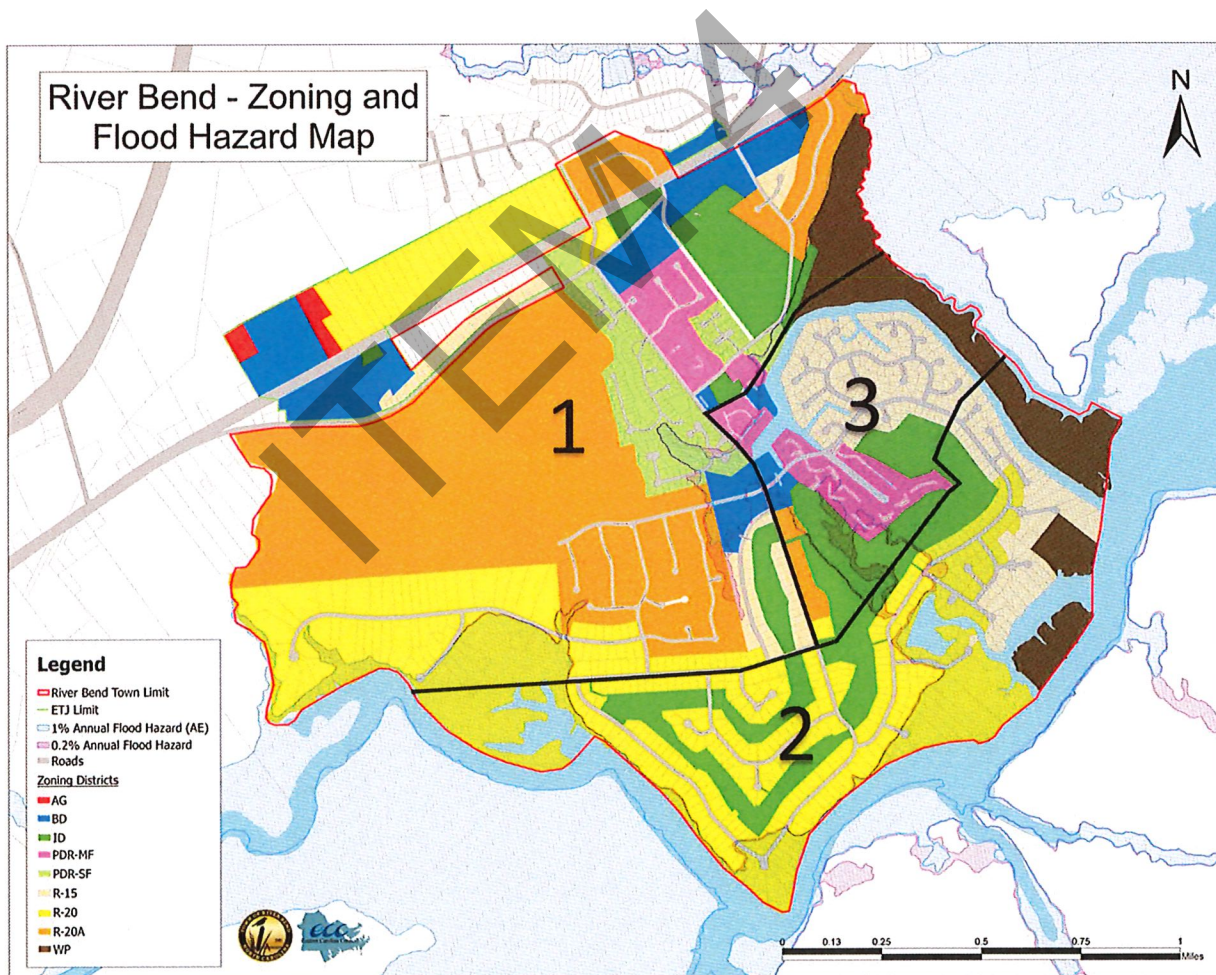 River Bend - Zoning and
Flood Hazard Map
N
ITEM 4
1
3
2
Legend
River Bend Town Limit
ETJ Limit
1% Annual Flood Hazard (AE)
0.2% Annual Flood Hazard
Roads
Zoning Districts
AG
BD
ID
PDR-MF
PDR-SF
R-15
R-20
R-20A
WP
ecc
0 0.13 0.25 0.5 0.75 1
Miles